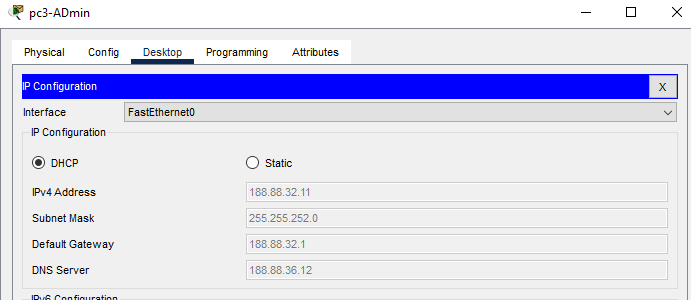 pc3-ADmin
Physical Config Desktop Programming Attributes
IP Configuration X
Interface FastEthernet0
IP Configuration
DHCP Static
IPv4 Address 188.88.32.11
Subnet Mask 255.255.252.0
Default Gateway 188.88.32.1
DNS Server 188.88.36.12
IPv6 Configuration